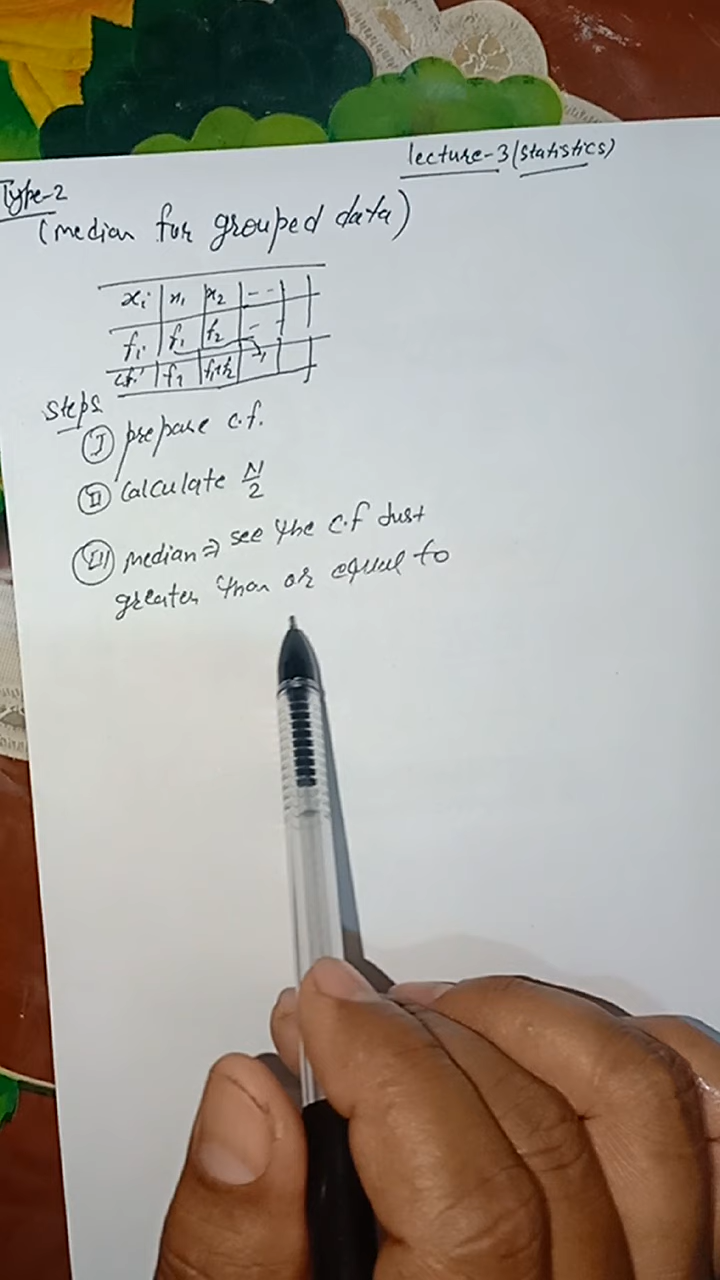 lecture-3(statistics)
Type-2
(median for grouped data)
xi x1 x2 --
fi f1 f2 --
cf f1 f1+f2
steps
I prepare c.f.
II calculate N/2
III median ⇒ see the c.f Just
greater than or equal to